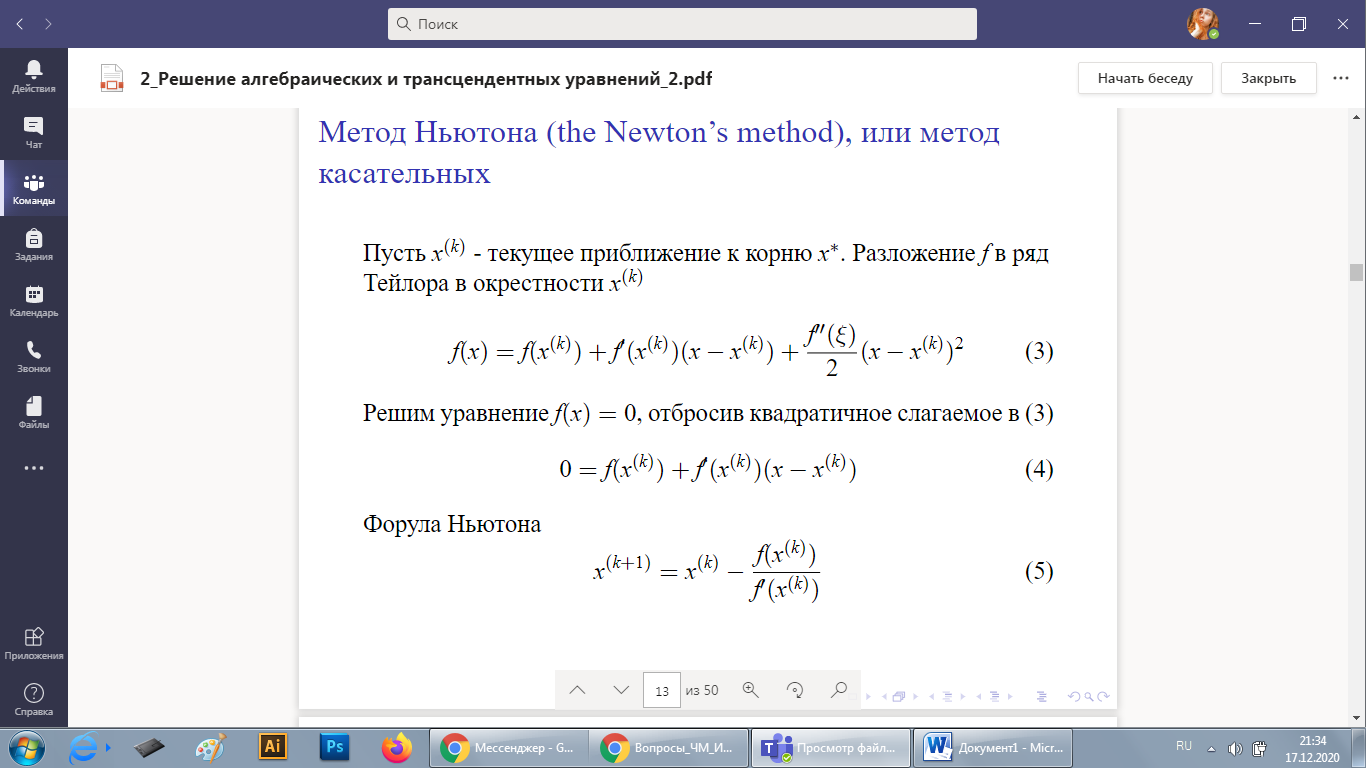 Поиск
Действия
Чат
Команды
Задания
Календарь
Звонки
Файлы
Приложения
Справка
2_Решение алгебраических и трансцендентных уравнений_2.pdf
Начать беседу
Закрыть
Метод Ньютона (the Newton's method), или метод
касательных
Пусть x^(k) - текущее приближение к корню x*. Разложение f в ряд
Тейлора в окрестности x^(k)
f(x) = f(x^(k)) + f′(x^(k))(x − x^(k)) + f″(ξ)/2 (x − x^(k))^2 (3)
Решим уравнение f(x) = 0, отбросив квадратичное слагаемое в (3)
0 = f(x^(k)) + f′(x^(k))(x − x^(k)) (4)
Форула Ньютона
x^(k+1) = x^(k) − f(x^(k))/f′(x^(k)) (5)
13 из 50
Ai
Ps
Мессенджер - G...
Вопросы_ЧМ_И...
Просмотр файл...
Документ1 - Micr...
RU
21:34
17.12.2020